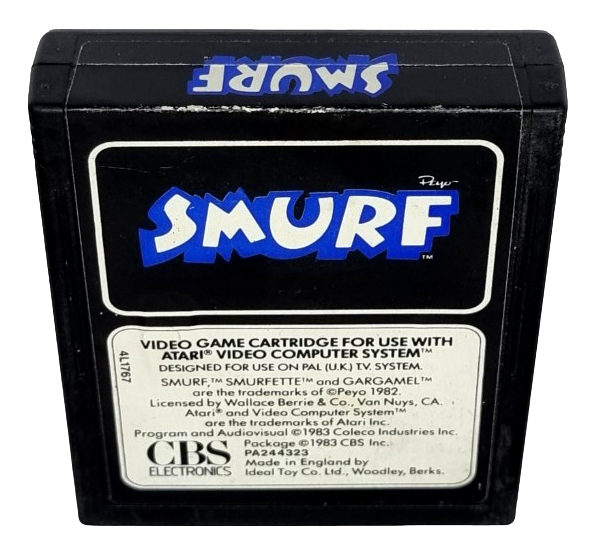 SMURF
Peyo
SMURF™
VIDEO GAME CARTRIDGE FOR USE WITH
ATARI® VIDEO COMPUTER SYSTEM™
DESIGNED FOR USE ON PAL (U.K.) T.V. SYSTEM.
SMURF,™ SMURFETTE™ and GARGAMEL™
are the trademarks of ©Peyo 1982.
Licensed by Wallace Berrie & Co., Van Nuys, CA.
Atari® and Video Computer System™
are the trademarks of Atari Inc.
Program and Audiovisual ©1983 Coleco Industries Inc.
Package ©1983 CBS Inc.
PA244323
Made in England by
Ideal Toy Co. Ltd., Woodley, Berks.
CBS
ELECTRONICS
4L1767